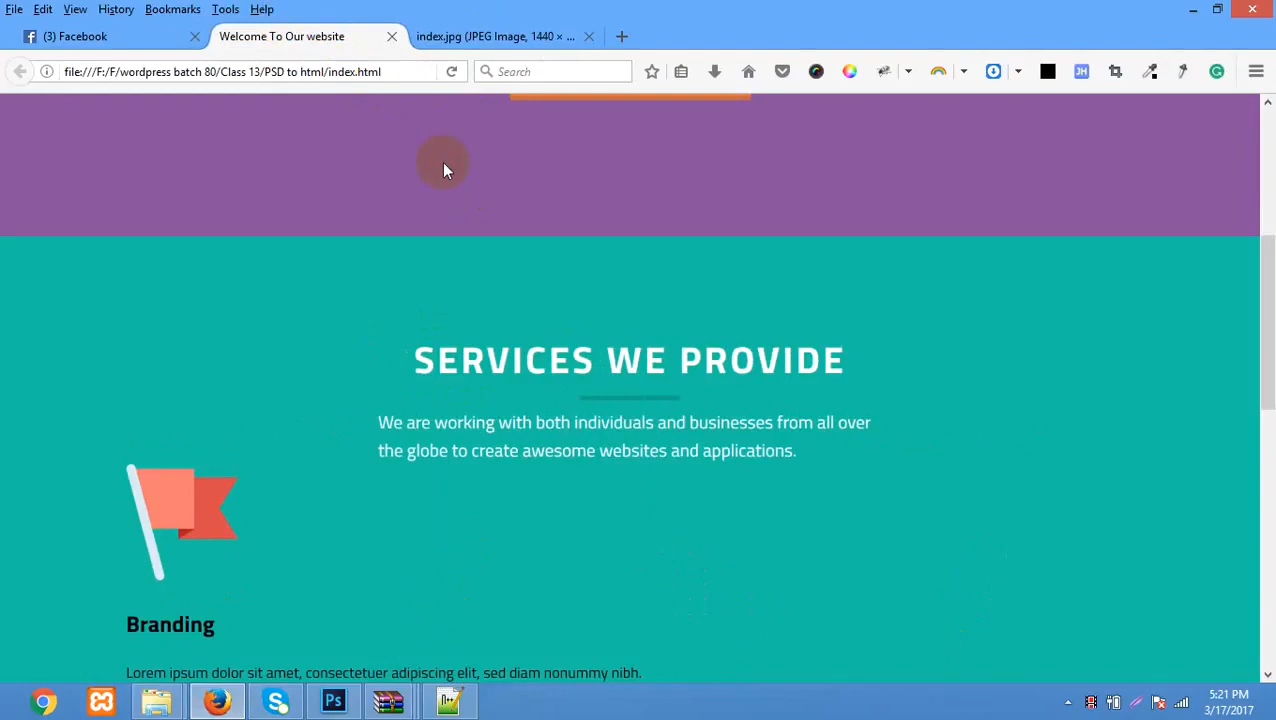 File Edit View History Bookmarks Tools Help
(3) Facebook
Welcome To Our website
index.jpg (JPEG Image, 1440 × ...
file:///F:/F/wordpress batch 80/Class 13/PSD to html/index.html
Search
JH
SERVICES WE PROVIDE
We are working with both individuals and businesses from all over
the globe to create awesome websites and applications.
Branding
Lorem ipsum dolor sit amet, consectetuer adipiscing elit, sed diam nonummy nibh.
Ps
5:21 PM
3/17/2017